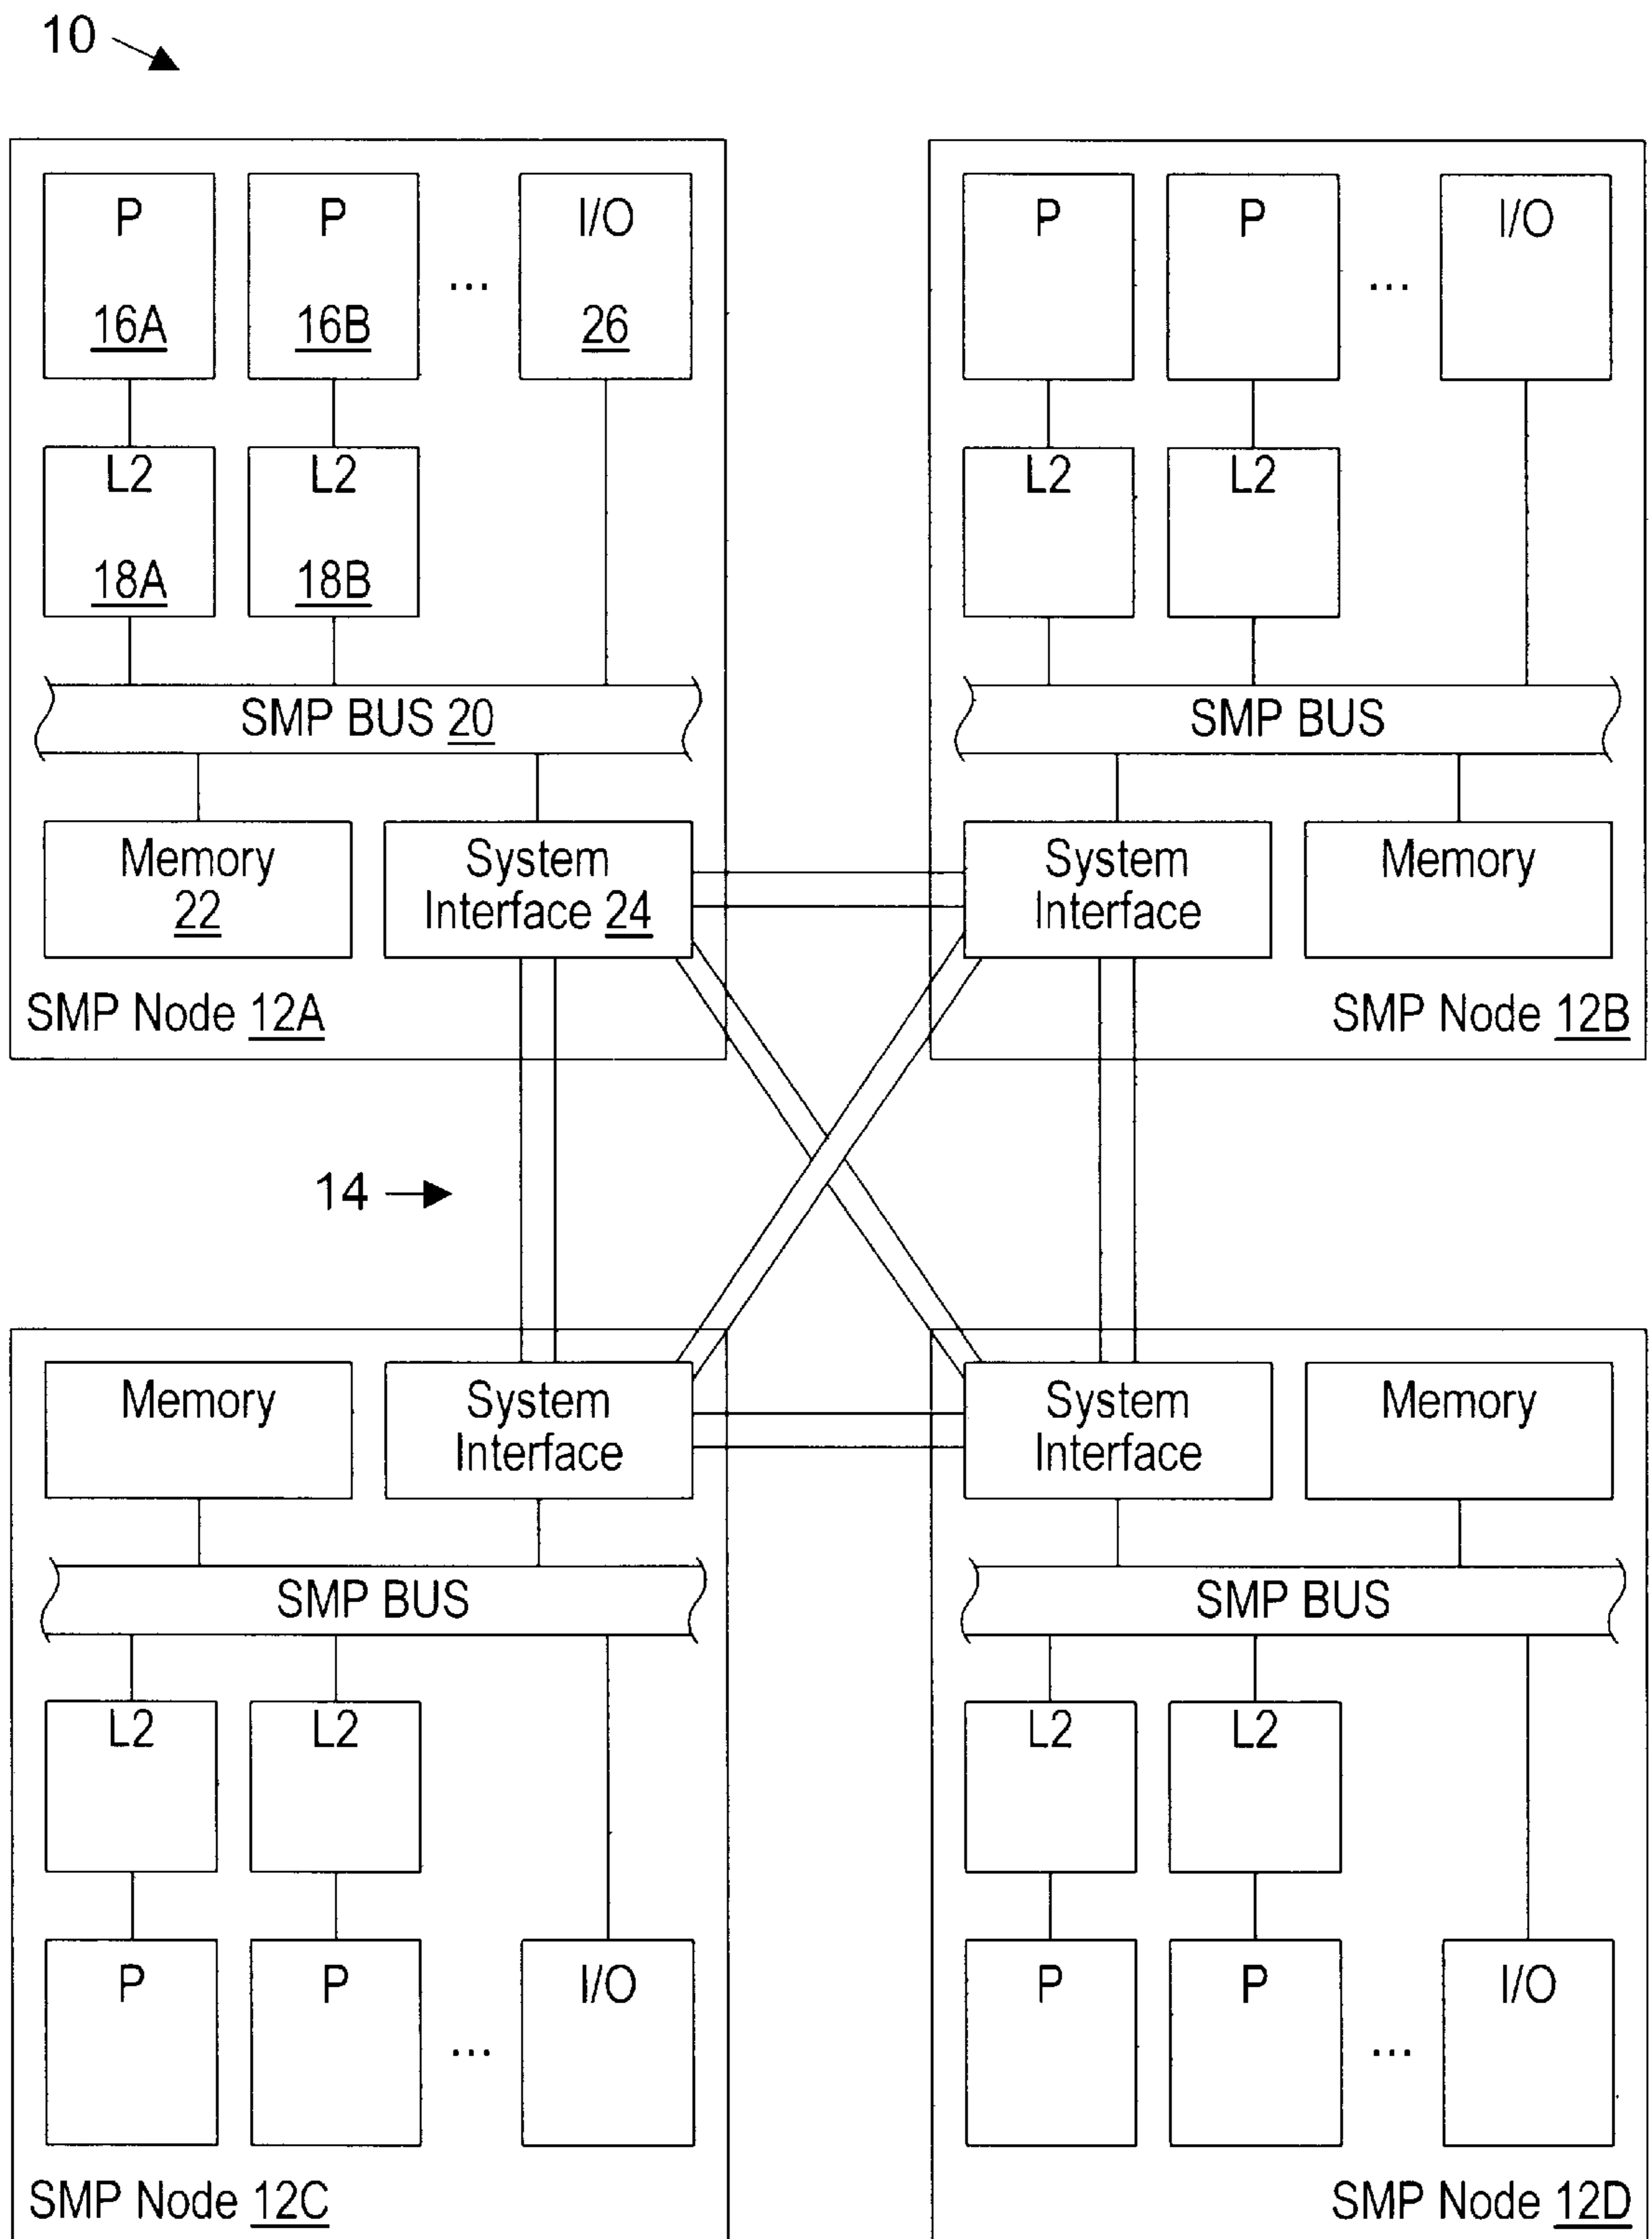 10
P P ... I/O
16A 16B 26
L2 L2
18A 18B
SMP BUS 20
Memory
22
System
Interface 24
SMP Node 12A
P P ... I/O
L2 L2
SMP BUS
System
Interface
Memory
SMP Node 12B
14
Memory
System
Interface
SMP BUS
L2 L2
P P ... I/O
SMP Node 12C
System
Interface
Memory
SMP BUS
L2 L2
P P ... I/O
SMP Node 12D